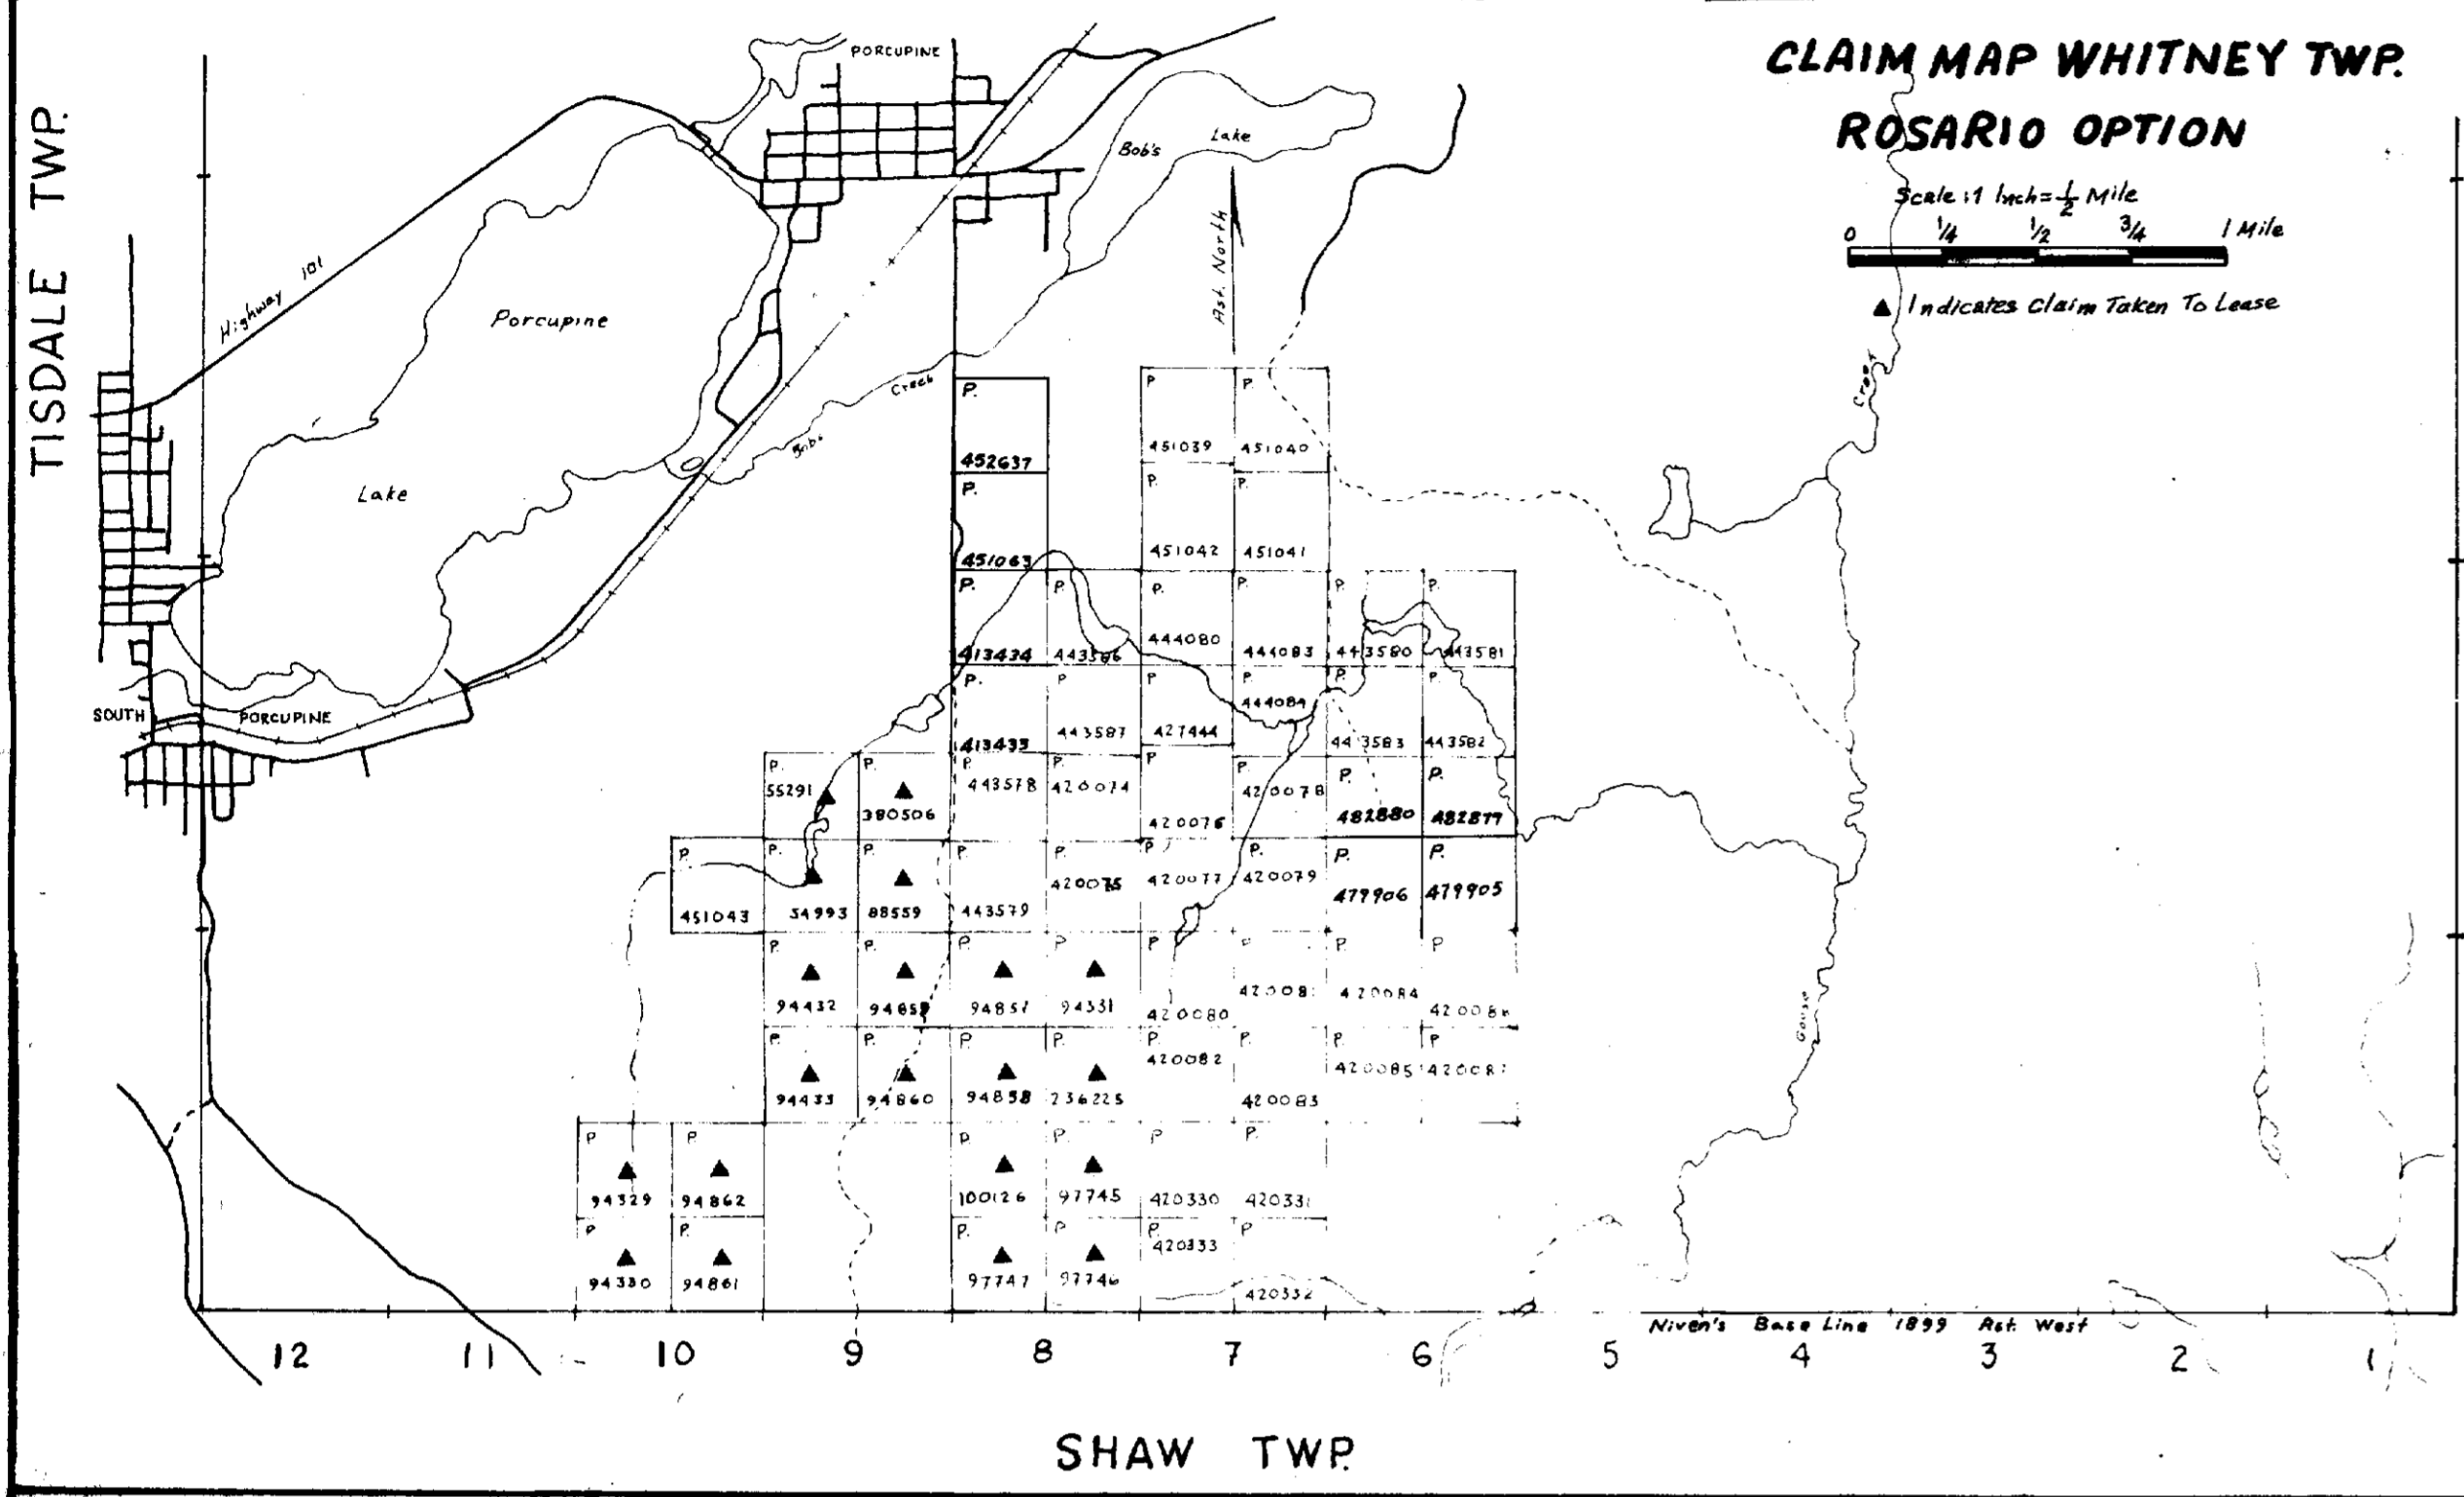 CLAIM MAP WHITNEY TWP.
ROSARIO OPTION
Scale: 1 Inch = 1/2 Mile
0 1/4 1/2 3/4 1 Mile
▲ Indicates Claim Taken To Lease
TISDALE TWP.
PORCUPINE
Highway 101
Porcupine
Lake
Bob's Lake
Ast. North
Creek
Bobs
Creek
SOUTH PORCUPINE
P. P. P.
451039 451040
452637
P. P. P.
451042 451041
451063
P. P. P. P. P. P.
444080
413434 443586 444083 443580 443581
P. P P P. P. P.
444084
413435 443587 427444 443583 443582
P. P. P. P. P P. P. P.
55291 380506 443578 420074 420076 420078 482880 482877
P. P. P. P. P. P P. P. P.
451043 54993 88559 443579 420075 420077 420079 479906 479905
P. P. P. P P P P. P
94432 94857 94331 420080 420084
P. P. P. P. P. P. P. P
94433 94860 94858 236225 420082 420083 420085
P P. P. P. P P.
94329 94862 100126 97745 420330
P P. P. P P. P
94330 94861 97747 97746 420333 420332
Goose
Niven's Base Line 1899 Ast. West
12 11 10 9 8 7 6 5 4 3 2 1
SHAW TWP.